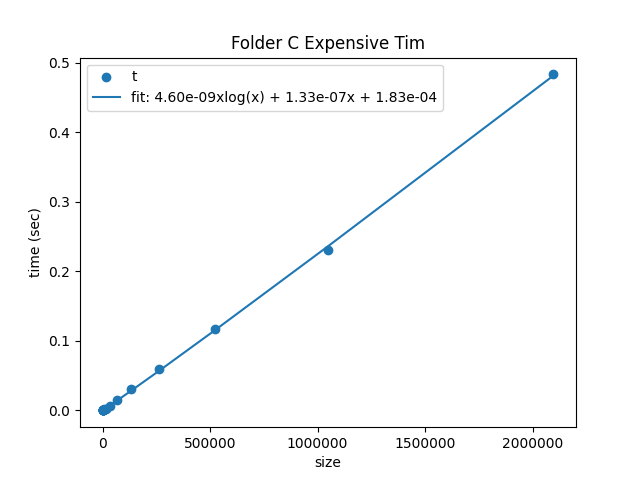 Folder C Expensive Tim
t
fit: 4.60e-09xlog(x) + 1.33e-07x + 1.83e-04
time (sec)
0.5
0.4
0.3
0.2
0.1
0.0
0
500000
1000000
1500000
2000000
size